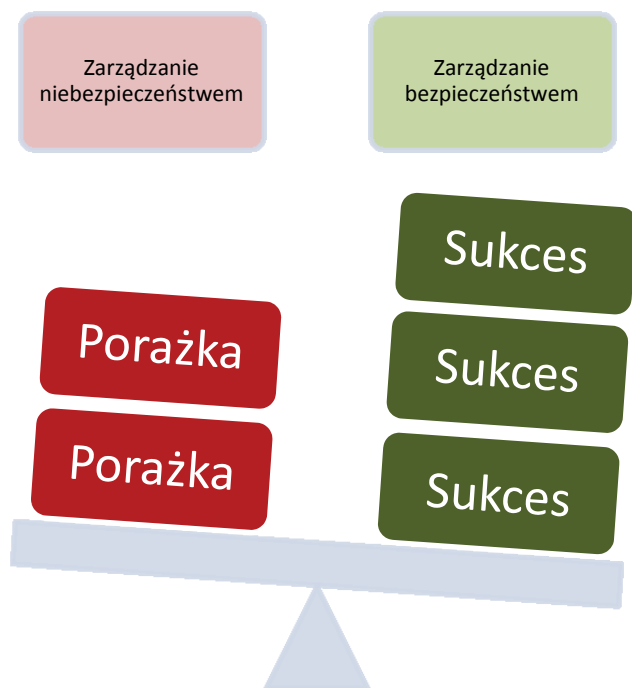 Zarządzanie
niebezpieczeństwem
Zarządzanie
bezpieczeństwem
Sukces
Porażka
Sukces
Porażka
Sukces